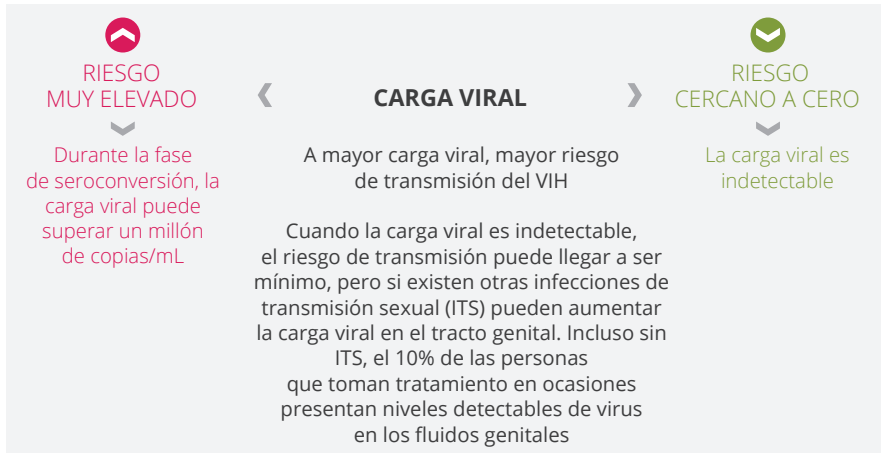 RIESGO
MUY ELEVADO
Durante la fase
de seroconversión, la
carga viral puede
superar un millón
de copias/mL
CARGA VIRAL
A mayor carga viral, mayor riesgo
de transmisión del VIH
Cuando la carga viral es indetectable,
el riesgo de transmisión puede llegar a ser
mínimo, pero si existen otras infecciones de
transmisión sexual (ITS) pueden aumentar
la carga viral en el tracto genital. Incluso sin
ITS, el 10% de las personas
que toman tratamiento en ocasiones
presentan niveles detectables de virus
en los fluidos genitales
RIESGO
CERCANO A CERO
La carga viral es
indetectable